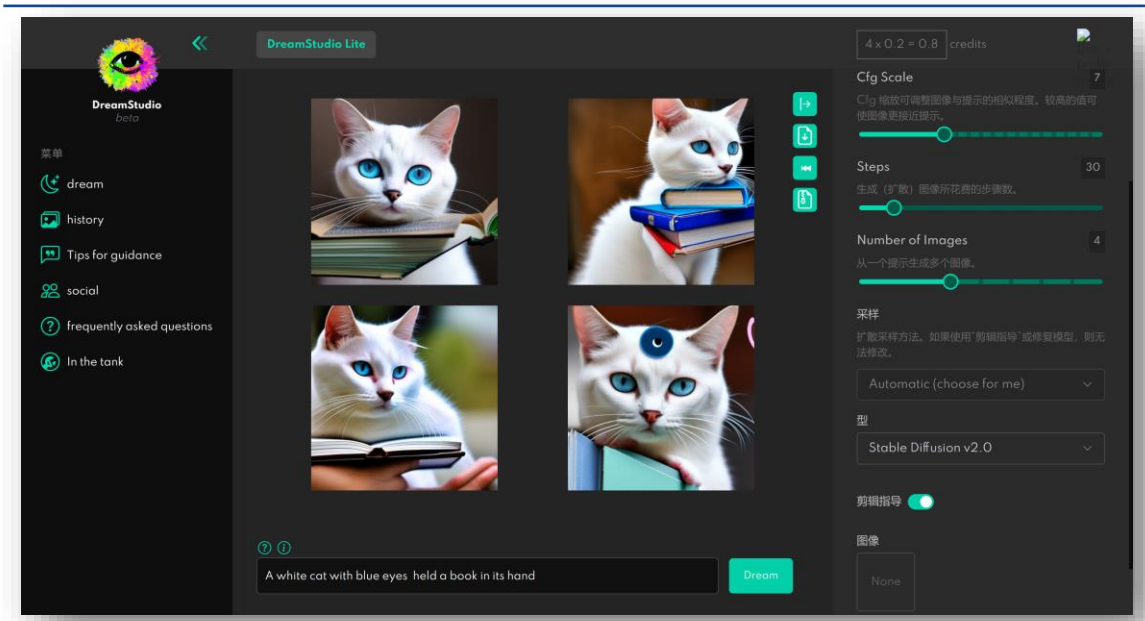 DreamStudio
beta
菜单
dream
history
Tips for guidance
social
frequently asked questions
In the tank
DreamStudio Lite
A white cat with blue eyes  held a book in its hand
Dream
4 x 0.2 = 0.8 credits
Cfg Scale 7
Cfg 缩放可调整图像与提示的相似程度。较高的值可
使图像更接近提示。
Steps 30
生成（扩散）图像所花费的步骤数。
Number of Images 4
从一个提示生成多个图像。
采样
扩散采样方法。如果使用"剪辑指导"或修复模型，则无
法修改。
Automatic (choose for me)
型
Stable Diffusion v2.0
剪辑指导
图像
None